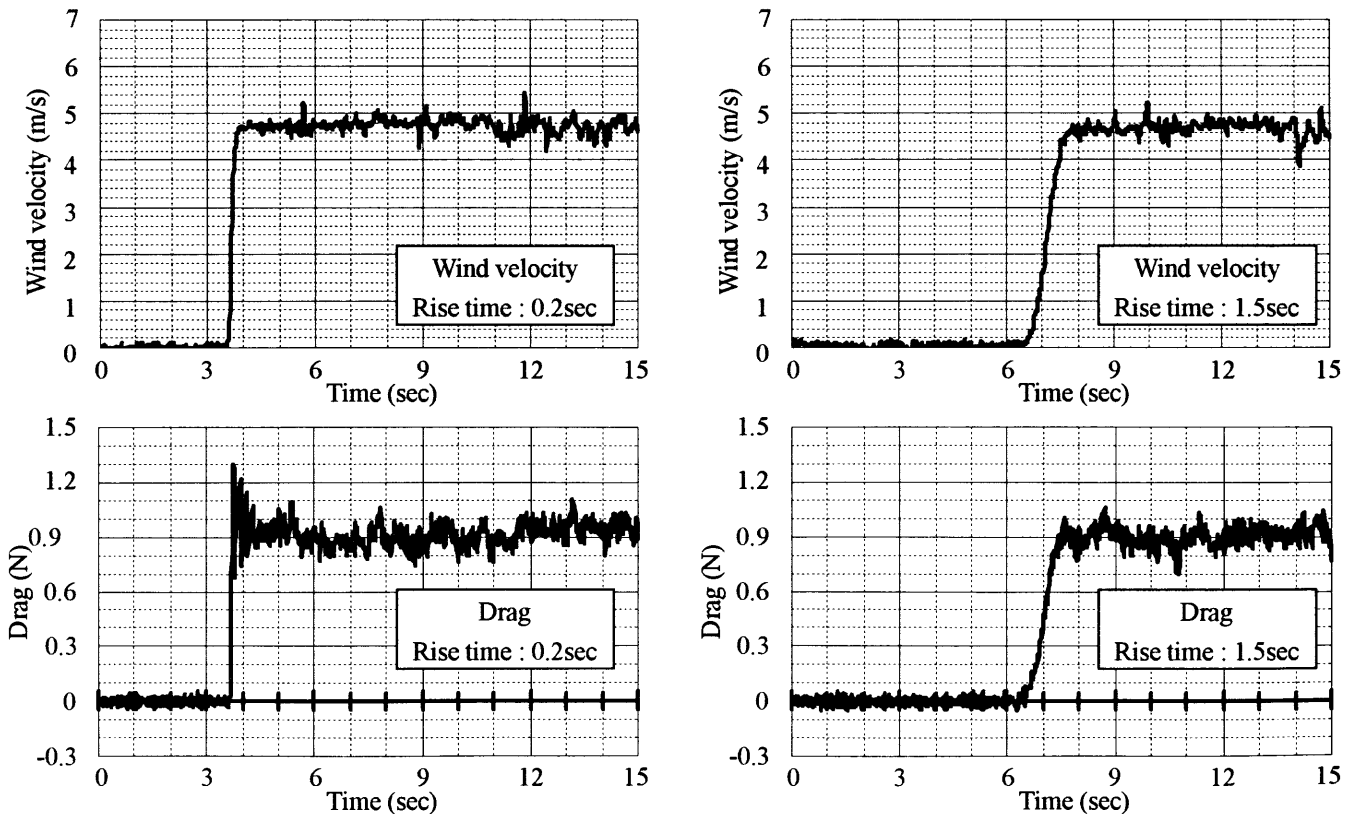 7
6
5
4
3
2
1
0
Wind velocity (m/s)
Wind velocity
Rise time : 0.2sec
0 3 6 9 12 15
Time (sec)
7
6
5
4
3
2
1
0
Wind velocity (m/s)
Wind velocity
Rise time : 1.5sec
0 3 6 9 12 15
Time (sec)
1.5
1.2
0.9
0.6
0.3
0
-0.3
Drag (N)
Drag
Rise time : 0.2sec
0 3 6 9 12 15
Time (sec)
1.5
1.2
0.9
0.6
0.3
0
-0.3
Drag (N)
Drag
Rise time : 1.5sec
0 3 6 9 12 15
Time (sec)